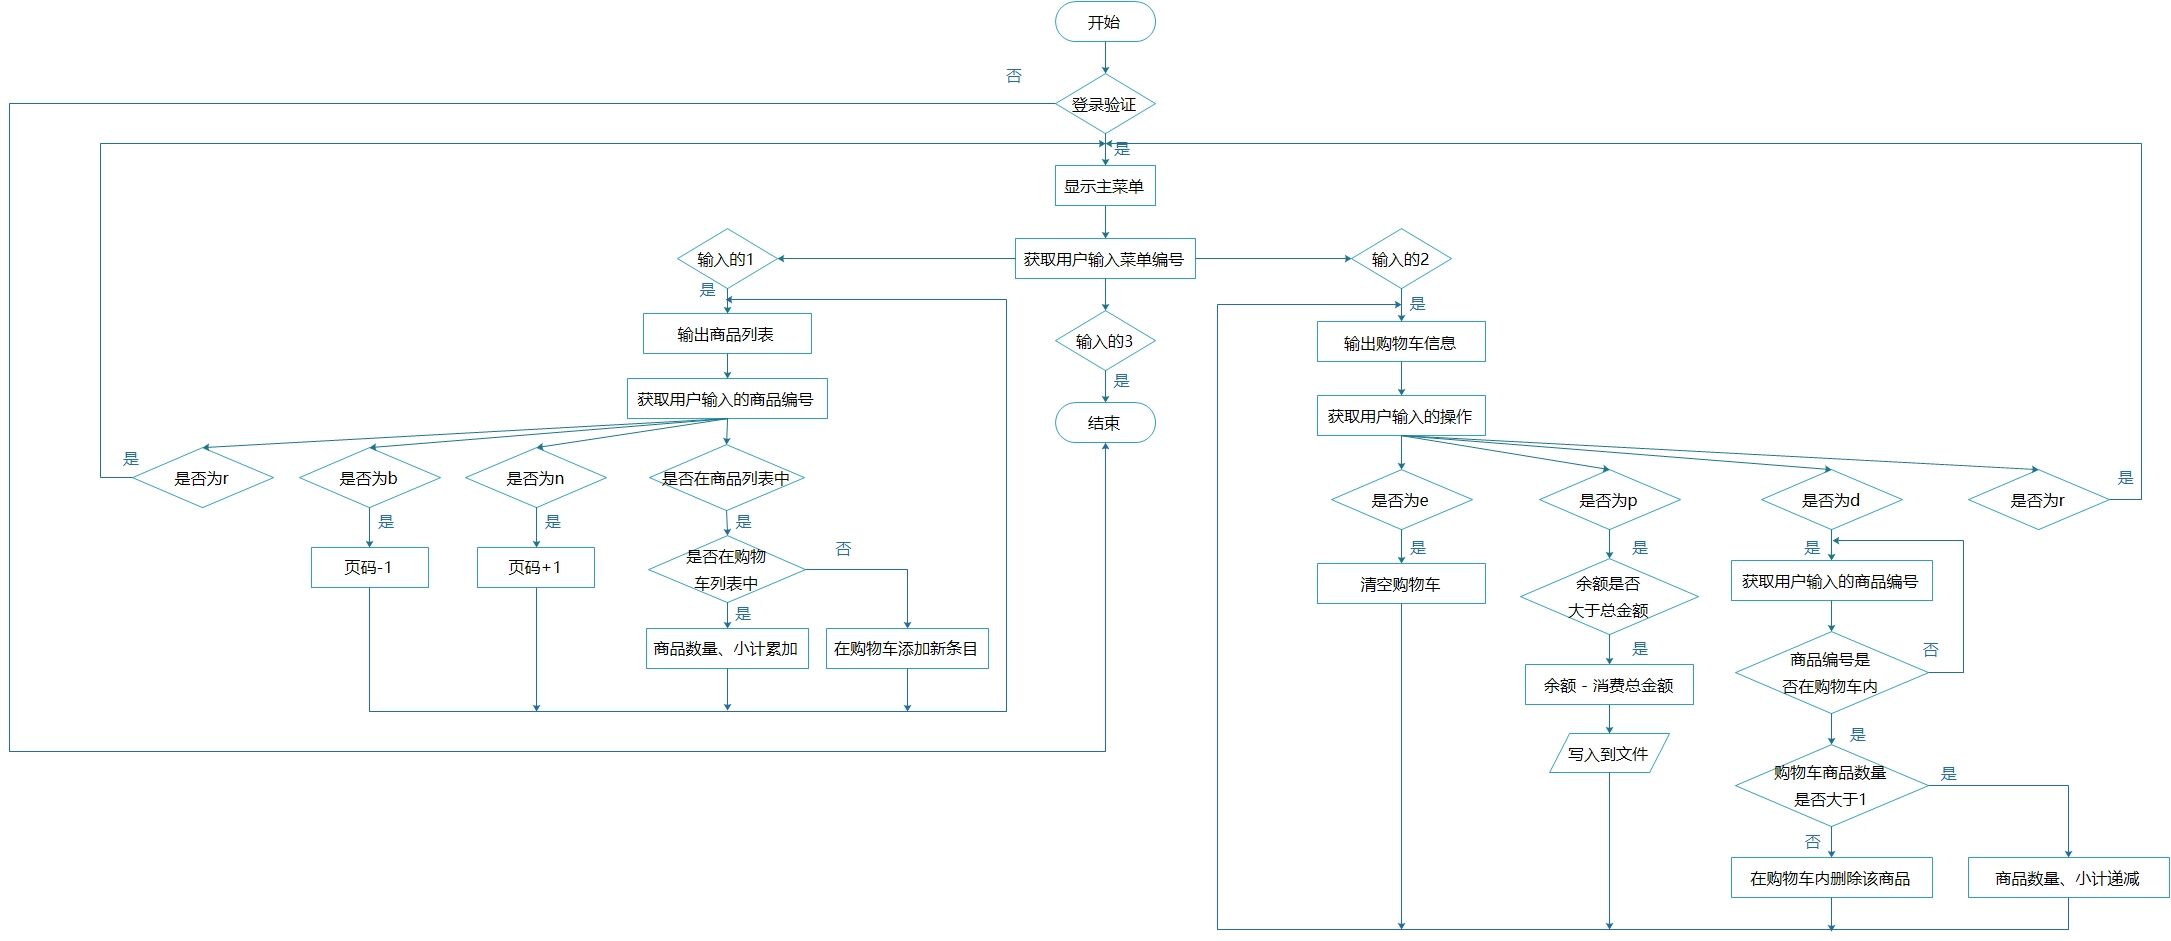 开始
否
登录验证
是
显示主菜单
输入的1
获取用户输入菜单编号
输入的2
是
是
输出商品列表
输入的3
输出购物车信息
是
获取用户输入的商品编号
结束
获取用户输入的操作
是
是否为r
是否为b
是否为n
是否在商品列表中
是否为e
是否为p
是否为d
是否为r
是
是
是
是
是
是
是
是否在购物
车列表中
否
页码-1
页码+1
清空购物车
余额是否
大于总金额
获取用户输入的商品编号
是
商品数量、小计累加
在购物车添加新条目
是
商品编号是
否在购物车内
否
余额 - 消费总金额
是
写入到文件
购物车商品数量
是否大于1
是
否
在购物车内删除该商品
商品数量、小计递减